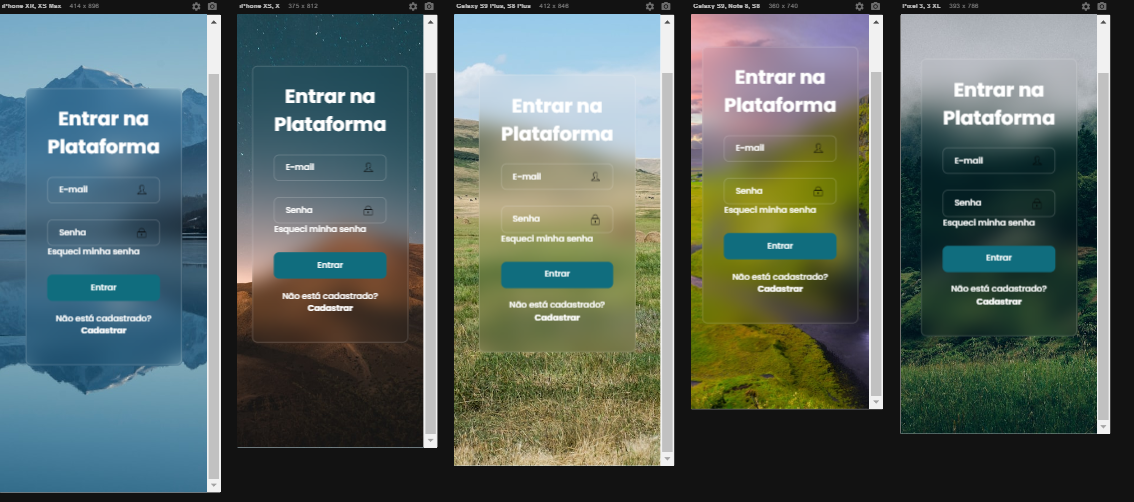 iPhone XR, XS Max 414 x 896
Entrar na
Plataforma
E-mail
Senha
Esqueci minha senha
Entrar
Não está cadastrado?
Cadastrar
iPhone XS, X 375 x 812
Entrar na
Plataforma
E-mail
Senha
Esqueci minha senha
Entrar
Não está cadastrado?
Cadastrar
Galaxy S9 Plus, S8 Plus 412 x 846
Entrar na
Plataforma
E-mail
Senha
Esqueci minha senha
Entrar
Não está cadastrado?
Cadastrar
Galaxy S9, Note 8, S8 360 x 740
Entrar na
Plataforma
E-mail
Senha
Esqueci minha senha
Entrar
Não está cadastrado?
Cadastrar
Pixel 3, 3 XL 393 x 786
Entrar na
Plataforma
E-mail
Senha
Esqueci minha senha
Entrar
Não está cadastrado?
Cadastrar